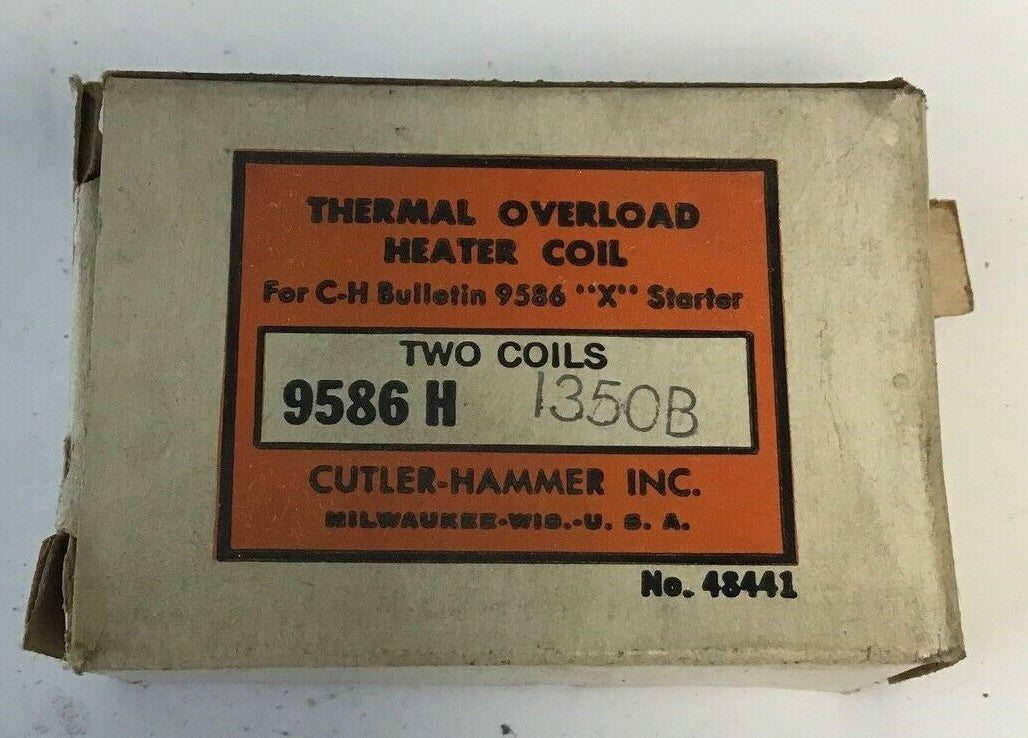 THERMAL OVERLOAD
HEATER COIL
For C-H Bulletin 9586 "X" Starter
TWO COILS
9586 H 1350B
CUTLER-HAMMER INC.
MILWAUKEE-WIS.-U. S. A.
No. 48441